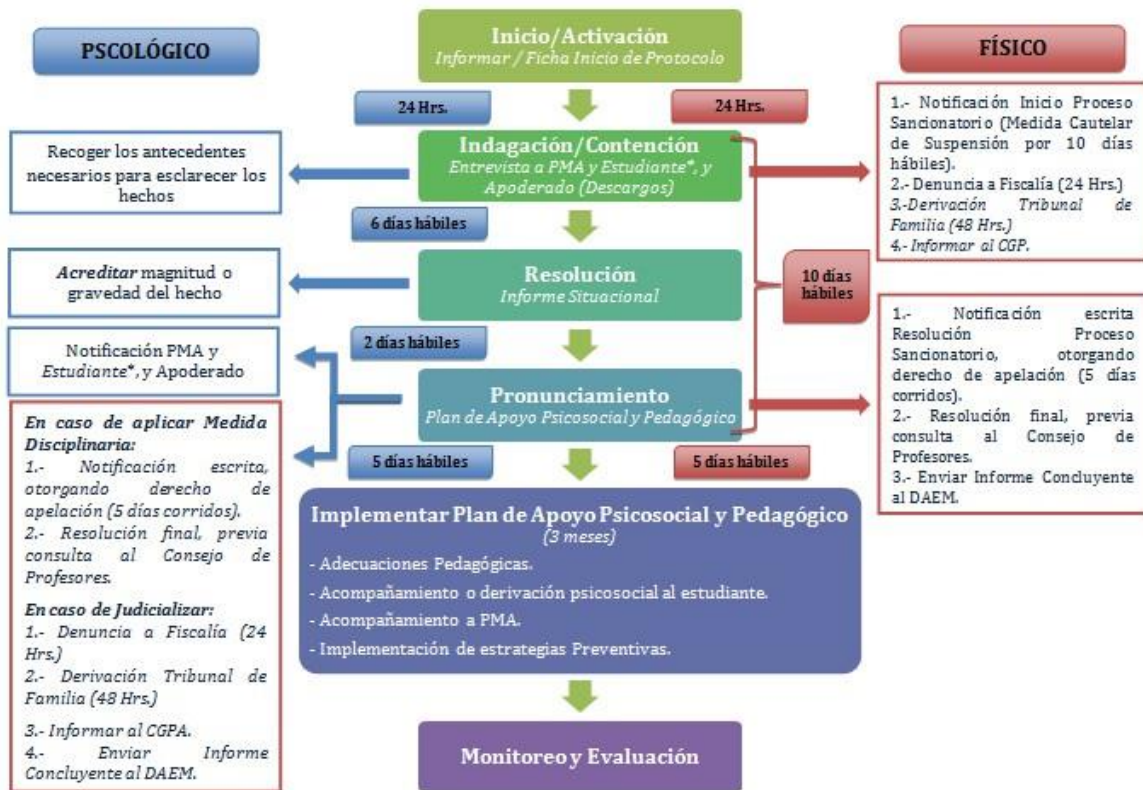 PSCOLÓGICO
Inicio/Activación
Informar / Ficha Inicio de Protocolo
FÍSICO
24 Hrs.
24 Hrs.
Recoger los antecedentes
necesarios para esclarecer los
hechos
Indagación/Contención
Entrevista a PMA y Estudiante*, y
Apoderado (Descargos)
1.- Notificación Inicio Proceso
Sancionatorio (Medida Cautelar
de Suspensión por 10 días
hábiles).
2.- Denuncia a Fiscalía (24 Hrs.)
3.-Derivación Tribunal de
Familia (48 Hrs.)
4.- Informar al CGP.
6 días hábiles
Acreditar magnitud o
gravedad del hecho
Resolución
Informe Situacional
10 días
hábiles
2 días hábiles
Notificación PMA y
Estudiante*, y Apoderado
Pronunciamiento
Plan de Apoyo Psicosocial y Pedagógico
1.- Notificación escrita
Resolución Proceso
Sancionatorio, otorgando
derecho de apelación (5 días
corridos).
2.- Resolución final, previa
consulta al Consejo de
Profesores.
3.- Enviar Informe Concluyente
al DAEM.
5 días hábiles
5 días hábiles
En caso de aplicar Medida
Disciplinaria:
1.- Notificación escrita,
otorgando derecho de
apelación (5 días corridos).
2.- Resolución final, previa
consulta al Consejo de
Profesores.
En caso de Judicializar:
1.- Denuncia a Fiscalía (24
Hrs.)
2.- Derivación Tribunal de
Familia (48 Hrs.)
3.- Informar al CGPA.
4.- Enviar Informe
Concluyente al DAEM.
Implementar Plan de Apoyo Psicosocial y Pedagógico
(3 meses)
- Adecuaciones Pedagógicas.
- Acompañamiento o derivación psicosocial al estudiante.
- Acompañamiento a PMA.
- Implementación de estrategias Preventivas.
Monitoreo y Evaluación